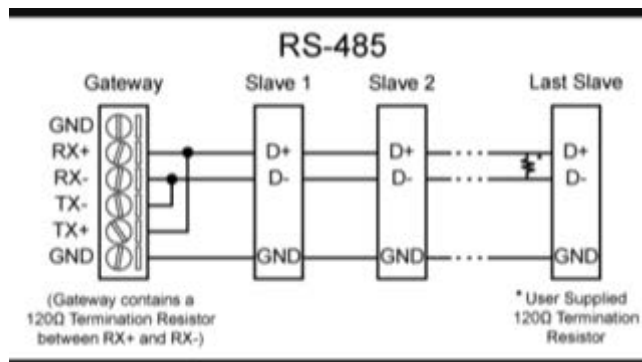 RS-485
Gateway
Slave 1
Slave 2
Last Slave
GND
RX+
RX-
TX-
TX+
GND
D+
D-
GND
D+
D-
GND
*
D+
D-
GND
(Gateway contains a
120Ω Termination Resistor
between RX+ and RX-)
* User Supplied
120Ω Termination
Resistor